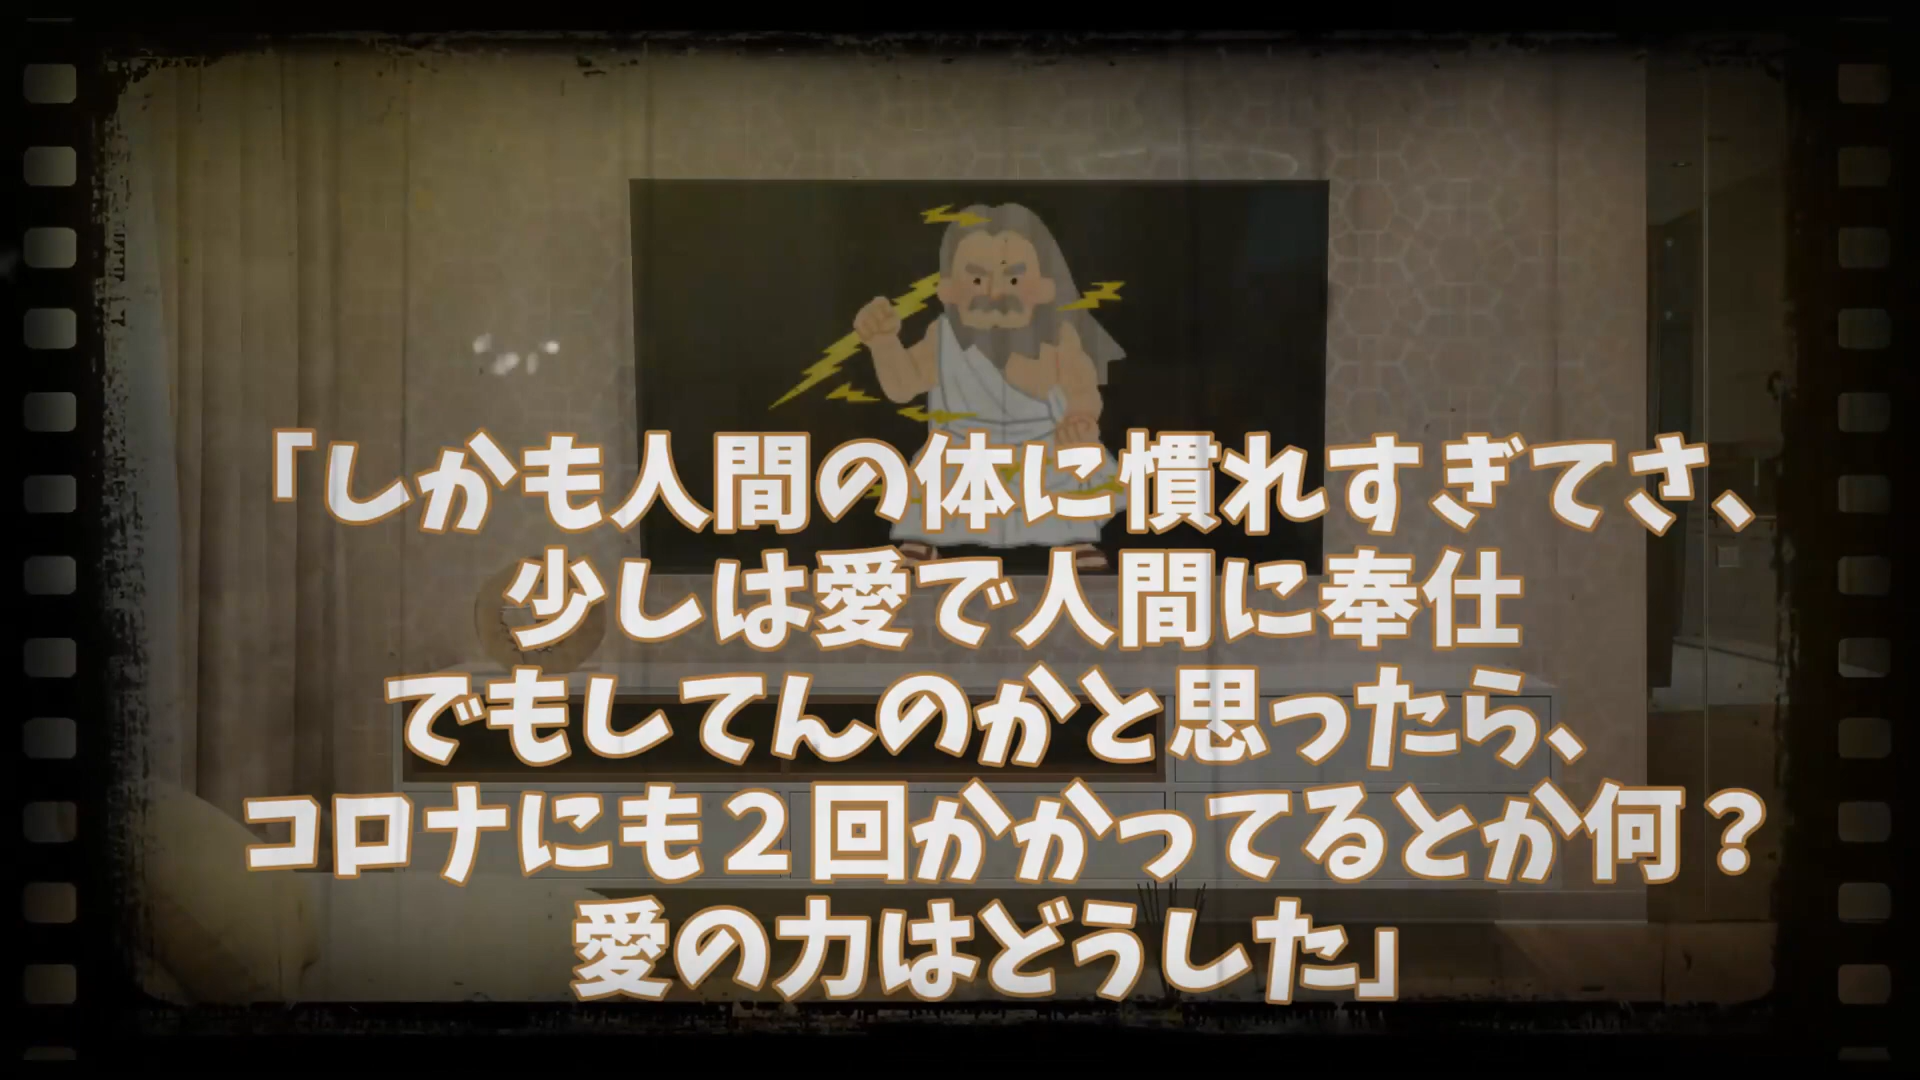 「しかも人間の体に慣れすぎてさ、
少しは愛で人間に奉仕
でもしてんのかと思ったら、
コロナにも２回かかってるとか何？
愛の力はどうした」